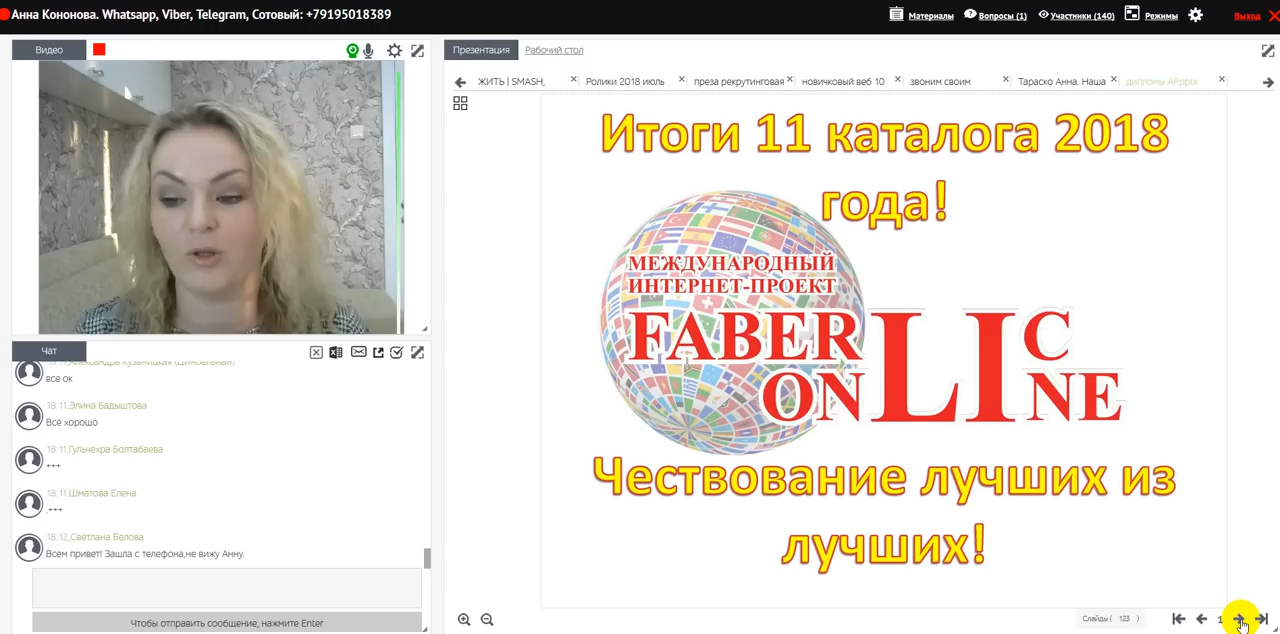 Анна Кононова. Whatsapp, Viber, Telegram, Сотовый: +79195018389
Материалы
Вопросы (1)
Участники (140)
Режимы
Выход
Видео
Презентация
Рабочий стол
ЖИТЬ | SMASH,
Ролики 2018 июль
преза рекрутинговая
новичковый веб 10
звоним своим
Тараско Анна. Наша
дипломы АР.pptx
Итоги 11 каталога 2018
года!
МЕЖДУНАРОДНЫЙ
ИНТЕРНЕТ-ПРОЕКТ
FABERLIC
ONLINE
Чествование лучших из
лучших!
Чат
все ок
18:11, Элина Бадыштова
Всё хорошо
18:11, Гульчехра Болтабаева
+++
18:11, Шматова Елена
.+++
18:12, Светлана Белова
Всем привет! Зашла с телефона,не вижу Анну.
Чтобы отправить сообщение, нажмите Enter
Слайды ( 123 )
1